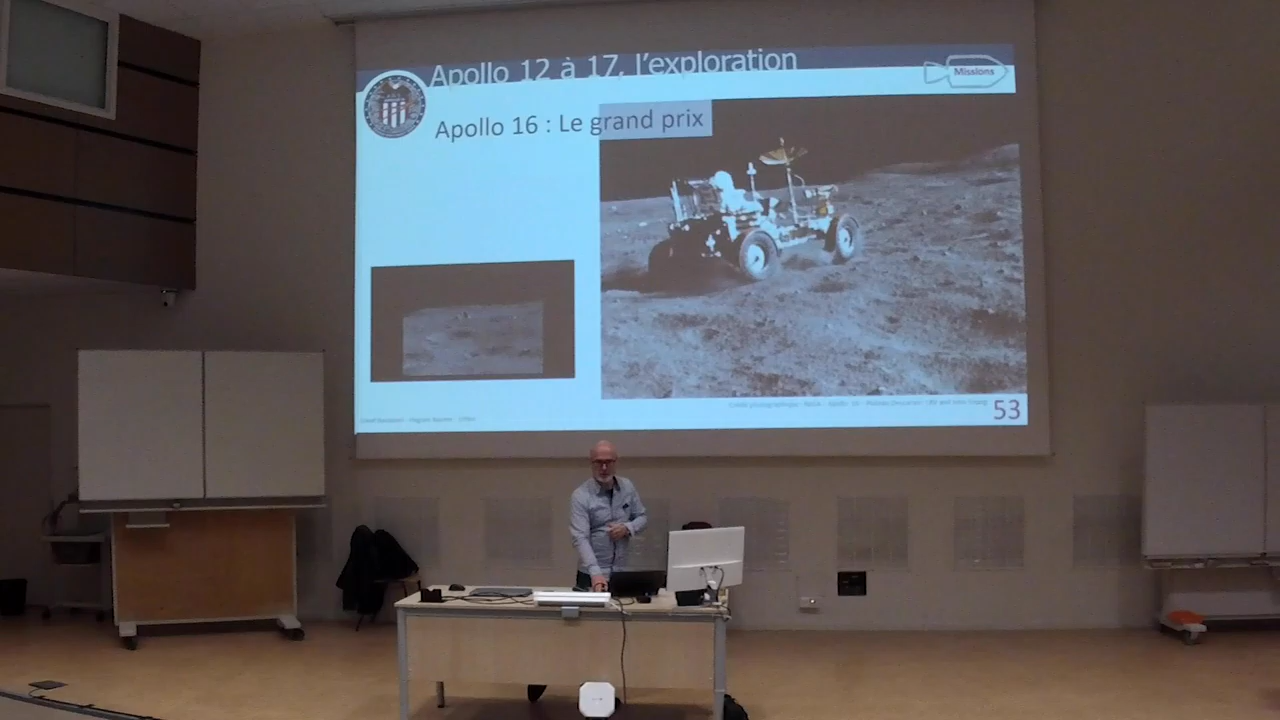 Apollo 12 à 17, l'exploration
Missions
Apollo 16 : Le grand prix
53